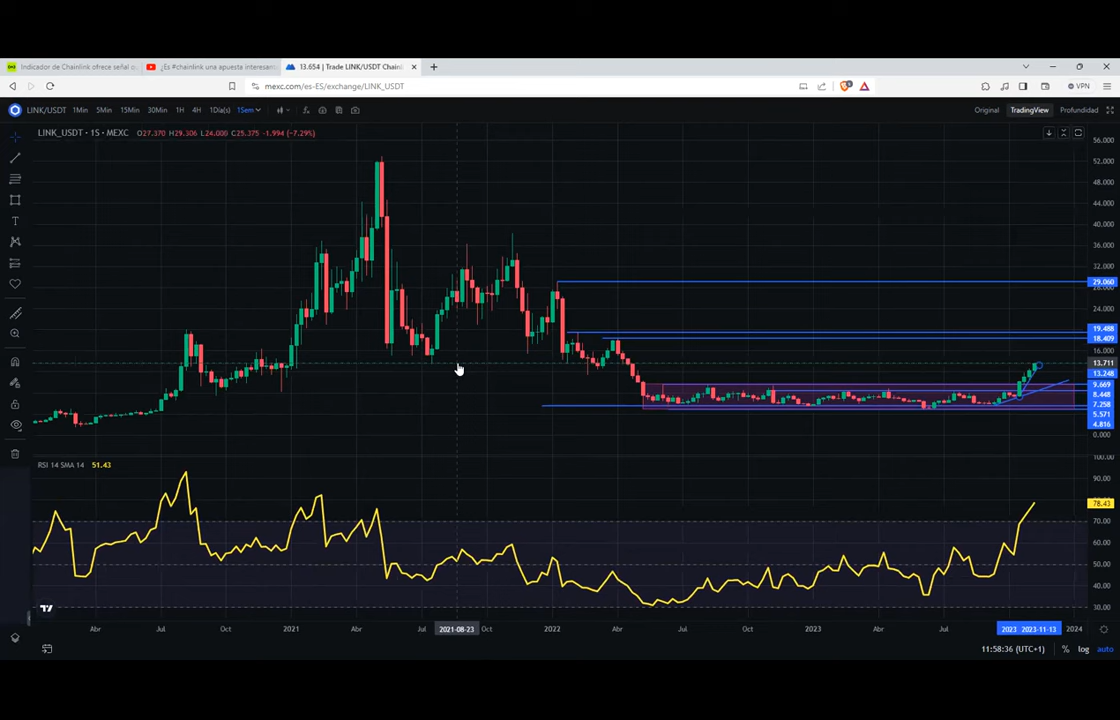 Indicador de Chainlink ofrece señal p
¿Es #chainlink una apuesta interesant
13.654 | Trade LINK/USDT Chainl
mexc.com/es-ES/exchange/LINK_USDT
VPN
LINK/USDT 1Min 5Min 15Min 30Min 1H 4H 1Día(s) 1Sem
Original TradingView Profundidad
LINK_USDT · 1S · MEXC O27.370 H29.306 L24.000 C25.375 -1.994 (-7.29%)
56.000
52.000
48.000
44.000
40.000
36.000
32.000
29.060
28.000
24.000
19.488
18.409
16.000
13.711
13.248
9.669
8.448
7.258
5.571
4.816
0.000
RSI 14 SMA 14 51.43
100.00
90.00
78.43
70.00
60.00
50.00
40.00
30.00
Abr Jul Oct 2021 Abr Jul 2021-08-23 Oct 2022 Abr Jul Oct 2023 Abr Jul 2023 2023-11-13 2024
11:58:36 (UTC+1) % log auto